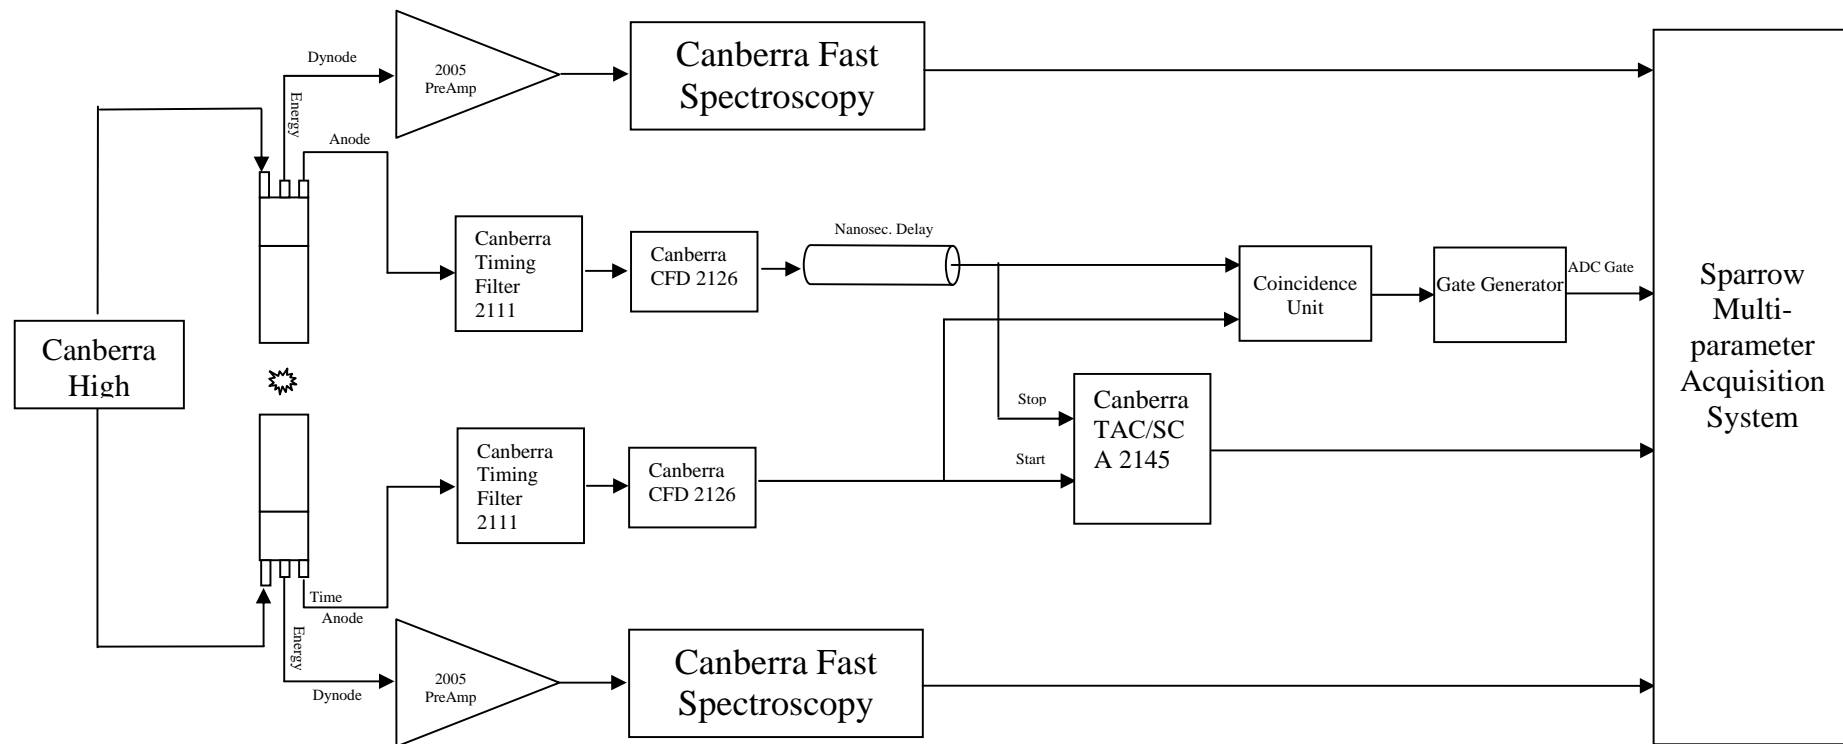 Dynode
2005
PreAmp
Canberra Fast
Spectroscopy
Energy
Anode
Canberra
Timing
Filter
2111
Canberra
CFD 2126
Nanosec. Delay
Coincidence
Unit
Gate Generator
ADC Gate
Sparrow
Multi-
parameter
Acquisition
System
Canberra
High
Stop
Start
Canberra
TAC/SC
A 2145
Canberra
Timing
Filter
2111
Canberra
CFD 2126
Time
Anode
Energy
Dynode
2005
PreAmp
Canberra Fast
Spectroscopy